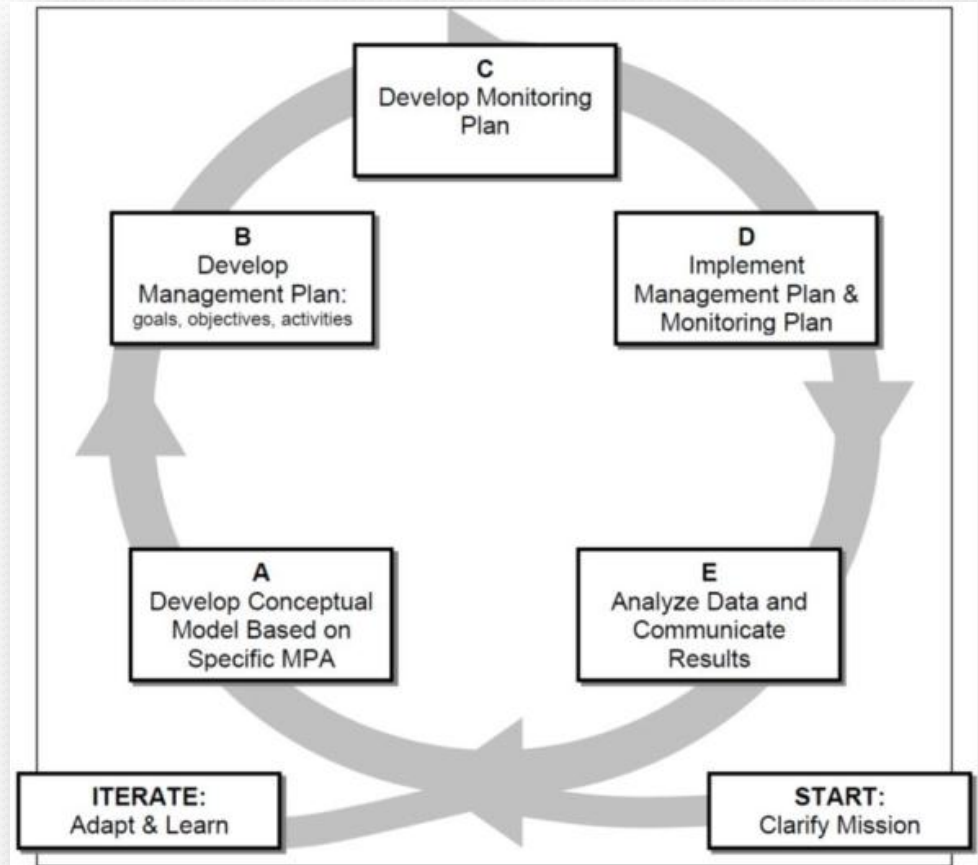 C
Develop Monitoring
Plan
B
Develop
Management Plan:
goals, objectives, activities
D
Implement
Management Plan &
Monitoring Plan
A
Develop Conceptual
Model Based on
Specific MPA
E
Analyze Data and
Communicate
Results
ITERATE:
Adapt & Learn
START:
Clarify Mission